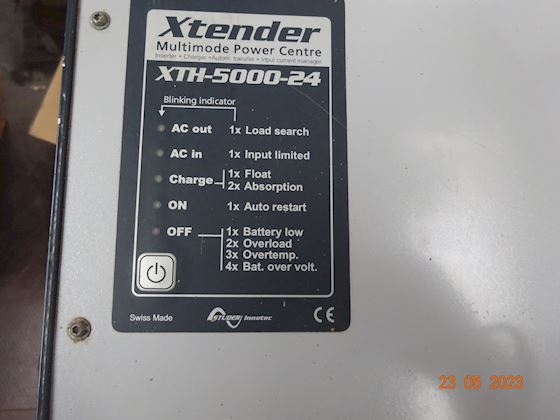 Xtender
Multimode Power Centre
Inverter • Charger • Autom. transfer • Input current manager
XTH-5000-24
Blinking indicator
AC out 1x Load search
AC in 1x Input limited
Charge 1x Float
2x Absorption
ON 1x Auto restart
OFF 1x Battery low
2x Overload
3x Overtemp.
4x Bat. over volt.
Swiss Made STUDER Innotec CE
23 05 2023